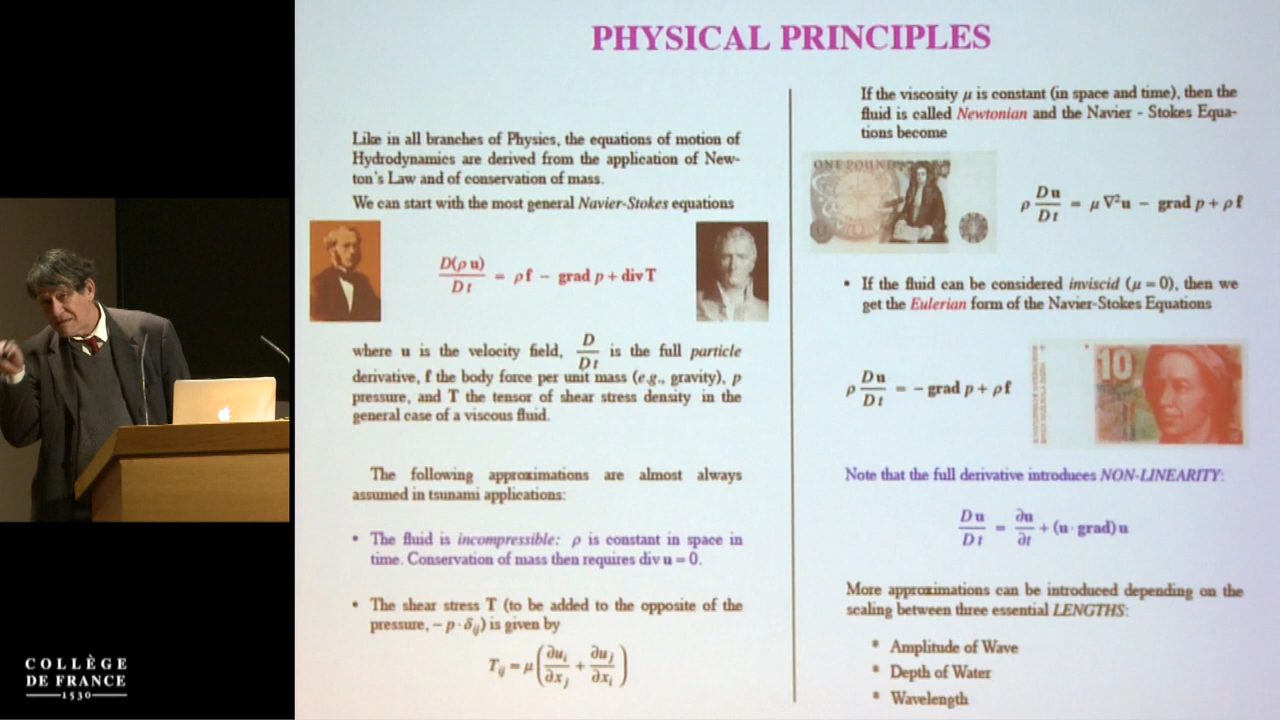 PHYSICAL PRINCIPLES
Like in all branches of Physics, the equations of motion of
Hydrodynamics are derived from the application of New-
ton's Law and of conservation of mass.
We can start with the most general Navier-Stokes equations
D(ρ u)/Dt = ρf − grad p + div T
where u is the velocity field, D/Dt is the full particle
derivative, f the body force per unit mass (e.g., gravity), p
pressure, and T the tensor of shear stress density in the
general case of a viscous fluid.
The following approximations are almost always
assumed in tsunami applications:
• The fluid is incompressible: ρ is constant in space in
time. Conservation of mass then requires div u = 0.
• The shear stress T (to be added to the opposite of the
pressure, − p · δij) is given by
Tij = μ(∂ui/∂xj + ∂uj/∂xi)
If the viscosity μ is constant (in space and time), then the
fluid is called Newtonian and the Navier - Stokes Equa-
tions become
ONE POUND
ρ Du/Dt = μ ∇²u − grad p + ρ f
• If the fluid can be considered inviscid (μ = 0), then we
get the Eulerian form of the Navier-Stokes Equations
ρ Du/Dt = − grad p + ρf
10
Note that the full derivative introduces NON-LINEARITY:
Du/Dt = ∂u/∂t + (u · grad) u
More approximations can be introduced depending on the
scaling between three essential LENGTHS:
* Amplitude of Wave
* Depth of Water
* Wavelength
COLLÈGE
DE FRANCE
1530